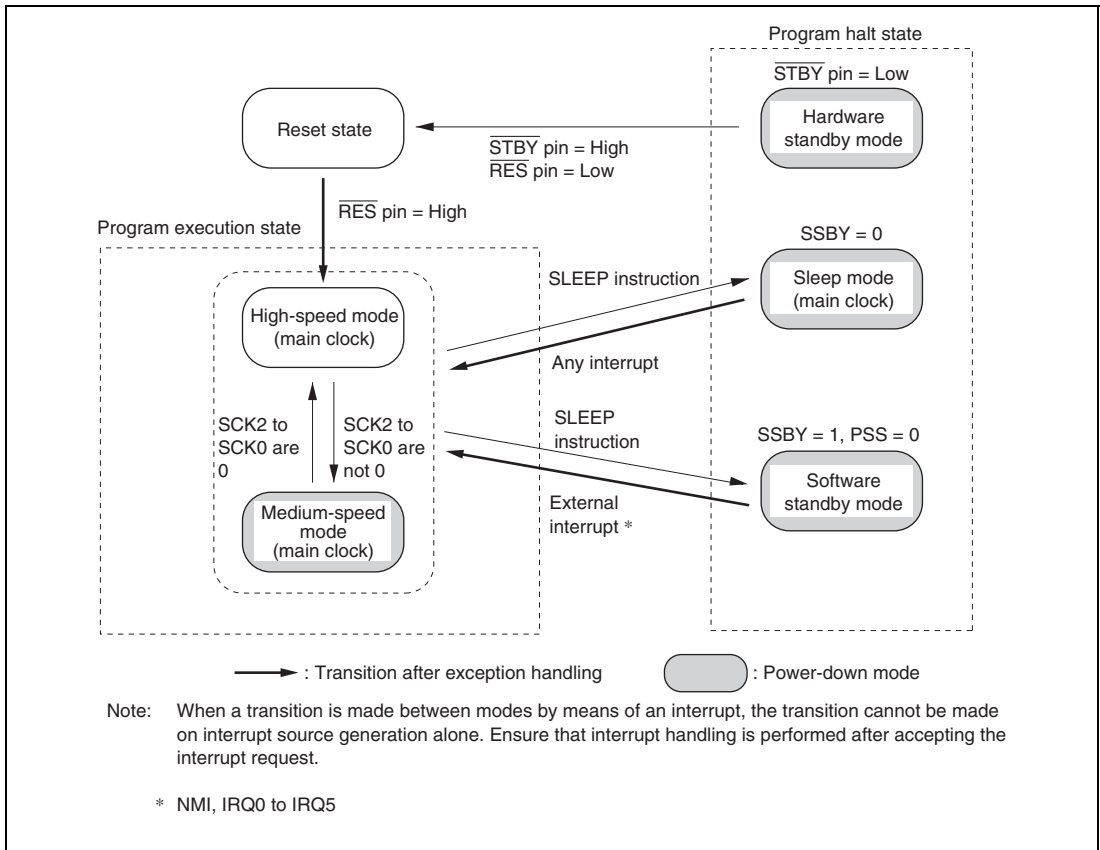 Program halt state
S̅T̅B̅Y̅ pin = Low
Hardware
standby mode
Reset state
S̅T̅B̅Y̅ pin = High
R̅E̅S̅ pin = Low
R̅E̅S̅ pin = High
Program execution state
SSBY = 0
Sleep mode
(main clock)
SLEEP instruction
High-speed mode
(main clock)
Any interrupt
SCK2 to
SCK0 are
0
SCK2 to
SCK0 are
not 0
SLEEP
instruction
SSBY = 1, PSS = 0
Software
standby mode
External
interrupt *
Medium-speed
mode
(main clock)
: Transition after exception handling
: Power-down mode
Note: When a transition is made between modes by means of an interrupt, the transition cannot be made
on interrupt source generation alone. Ensure that interrupt handling is performed after accepting the
interrupt request.
* NMI, IRQ0 to IRQ5